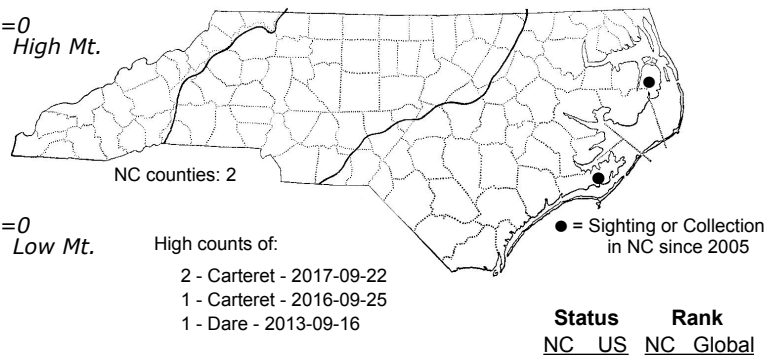 =0
High Mt.
NC counties: 2
=0
Low Mt.
High counts of:
2 - Carteret - 2017-09-22
1 - Carteret - 2016-09-25
1 - Dare - 2013-09-16
● = Sighting or Collection
in NC since 2005
Status Rank
NC US NC Global